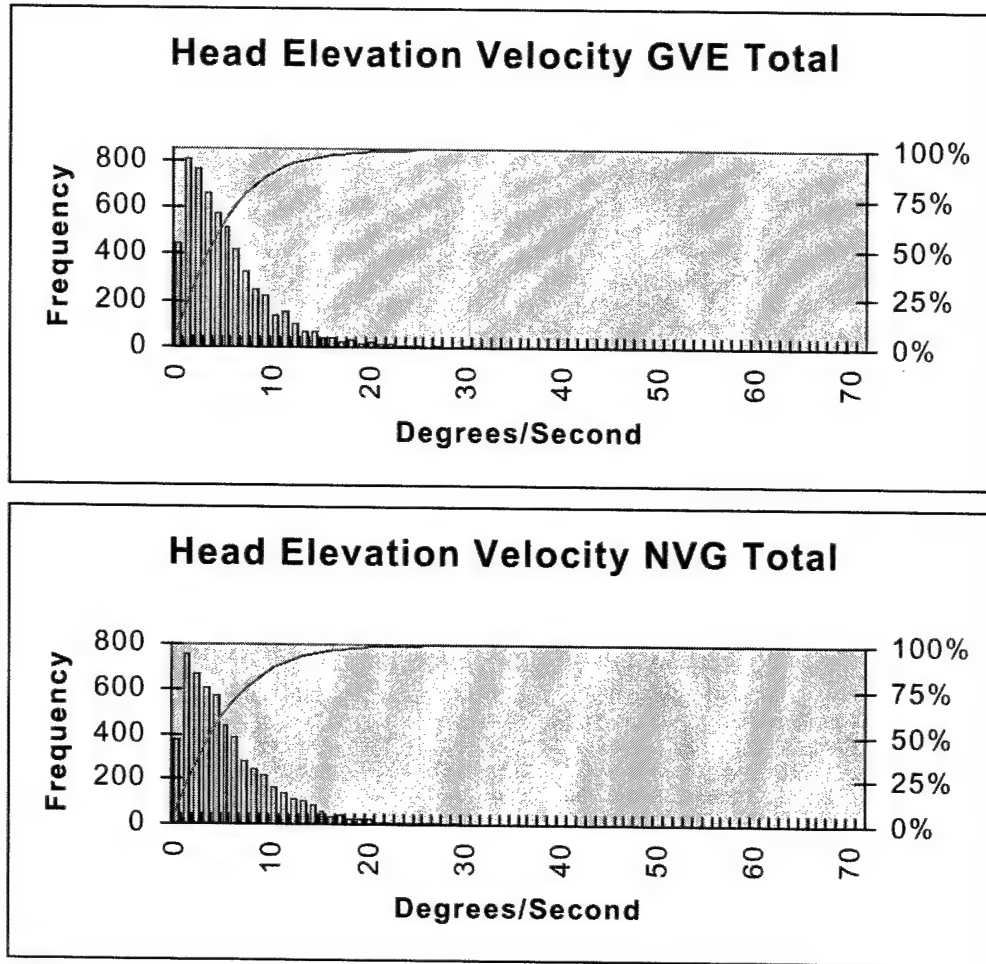 Head Elevation Velocity GVE Total
Frequency
800
600
400
200
0
100%
75%
50%
25%
0%
0 10 20 30 40 50 60 70
Degrees/Second
Head Elevation Velocity NVG Total
Frequency
800
600
400
200
0
100%
75%
50%
25%
0%
0 10 20 30 40 50 60 70
Degrees/Second